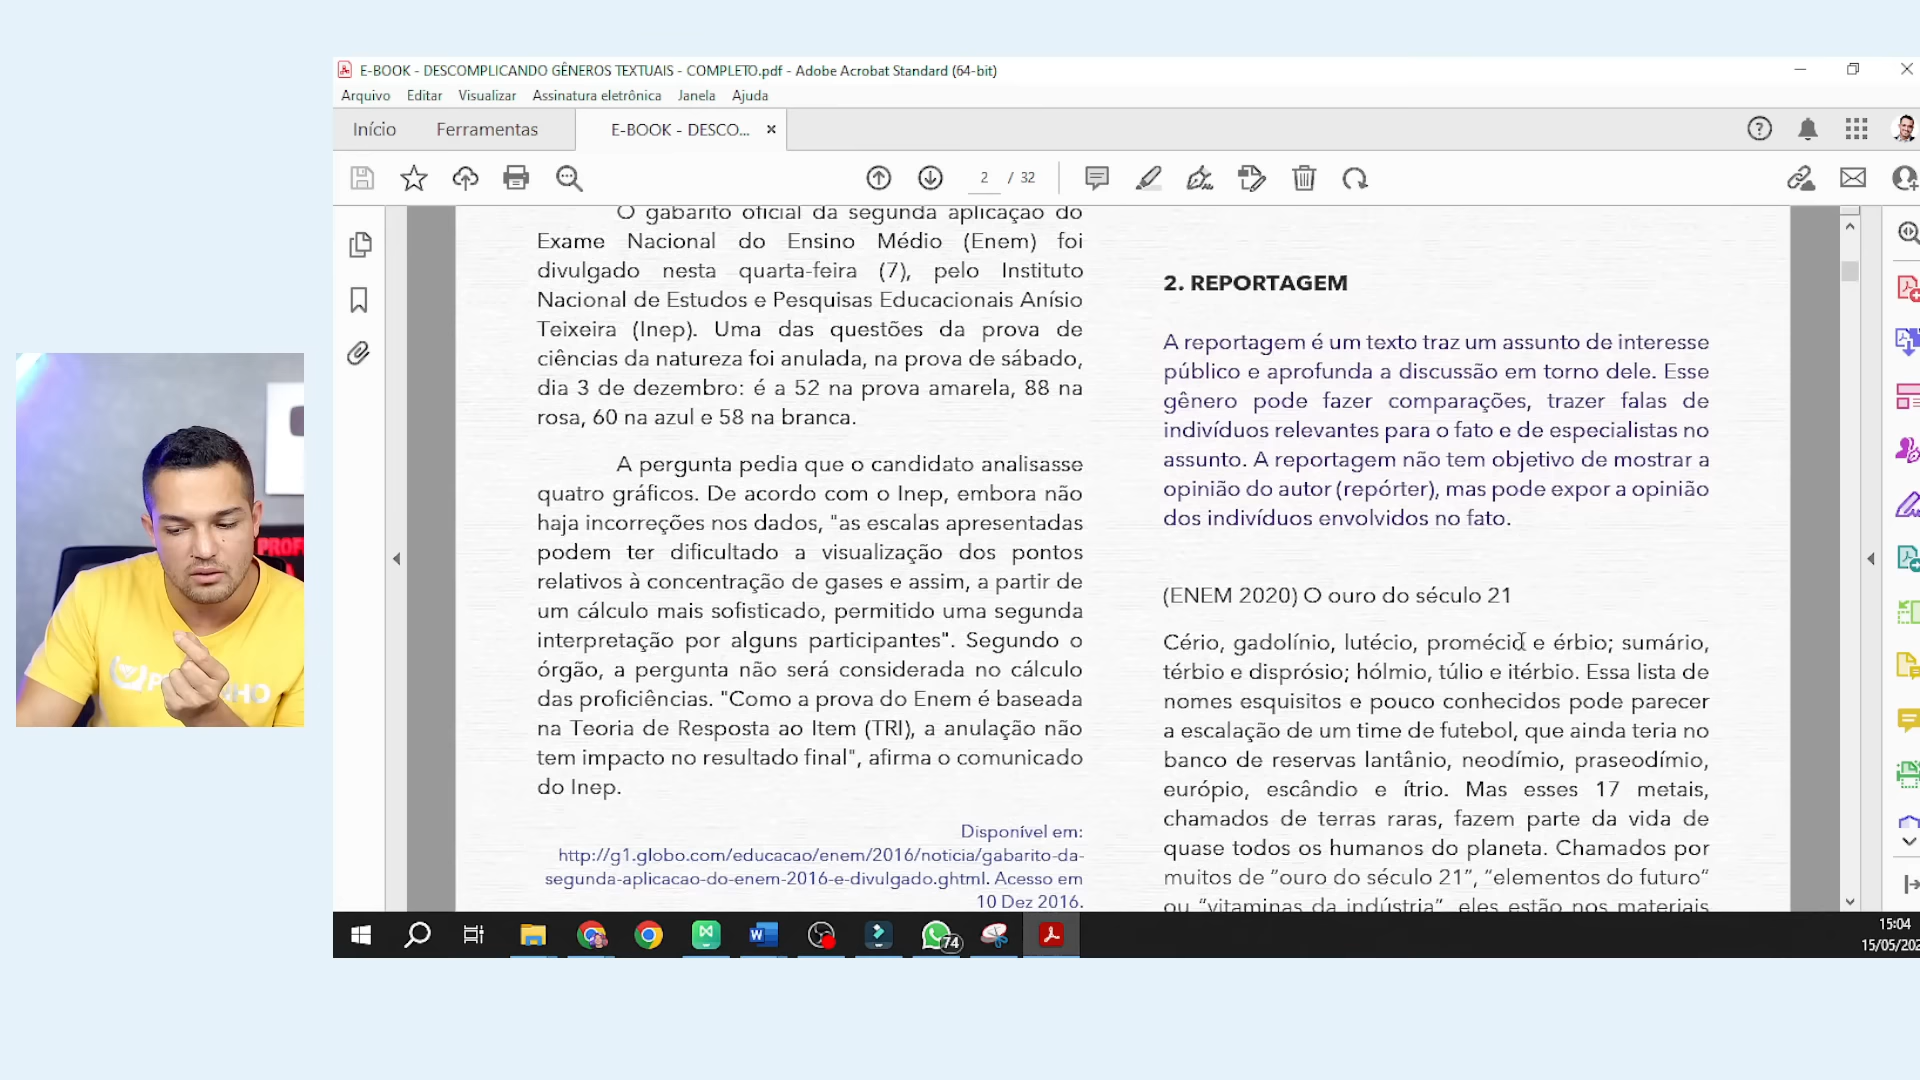 E-BOOK - DESCOMPLICANDO GÊNEROS TEXTUAIS - COMPLETO.pdf - Adobe Acrobat Standard (64-bit)
Arquivo Editar Visualizar Assinatura eletrônica Janela Ajuda
Início Ferramentas E-BOOK - DESCO... ×
2 / 32
O gabarito oficial da segunda aplicação do
Exame Nacional do Ensino Médio (Enem) foi
divulgado nesta quarta-feira (7), pelo Instituto
Nacional de Estudos e Pesquisas Educacionais Anísio
Teixeira (Inep). Uma das questões da prova de
ciências da natureza foi anulada, na prova de sábado,
dia 3 de dezembro: é a 52 na prova amarela, 88 na
rosa, 60 na azul e 58 na branca.
A pergunta pedia que o candidato analisasse
quatro gráficos. De acordo com o Inep, embora não
haja incorreções nos dados, "as escalas apresentadas
podem ter dificultado a visualização dos pontos
relativos à concentração de gases e assim, a partir de
um cálculo mais sofisticado, permitido uma segunda
interpretação por alguns participantes". Segundo o
órgão, a pergunta não será considerada no cálculo
das proficiências. "Como a prova do Enem é baseada
na Teoria de Resposta ao Item (TRI), a anulação não
tem impacto no resultado final", afirma o comunicado
do Inep.
Disponível em:
http://g1.globo.com/educacao/enem/2016/noticia/gabarito-da-
segunda-aplicacao-do-enem-2016-e-divulgado.ghtml. Acesso em
10 Dez 2016.
2. REPORTAGEM
A reportagem é um texto traz um assunto de interesse
público e aprofunda a discussão em torno dele. Esse
gênero pode fazer comparações, trazer falas de
indivíduos relevantes para o fato e de especialistas no
assunto. A reportagem não tem objetivo de mostrar a
opinião do autor (repórter), mas pode expor a opinião
dos indivíduos envolvidos no fato.
(ENEM 2020) O ouro do século 21
Cério, gadolínio, lutécio, promécio e érbio; sumário,
térbio e disprósio; hólmio, túlio e itérbio. Essa lista de
nomes esquisitos e pouco conhecidos pode parecer
a escalação de um time de futebol, que ainda teria no
banco de reservas lantânio, neodímio, praseodímio,
európio, escândio e ítrio. Mas esses 17 metais,
chamados de terras raras, fazem parte da vida de
quase todos os humanos do planeta. Chamados por
muitos de "ouro do século 21", "elementos do futuro"
ou "vitaminas da indústria", eles estão nos materiais
74
15:04
15/05/202
PROF